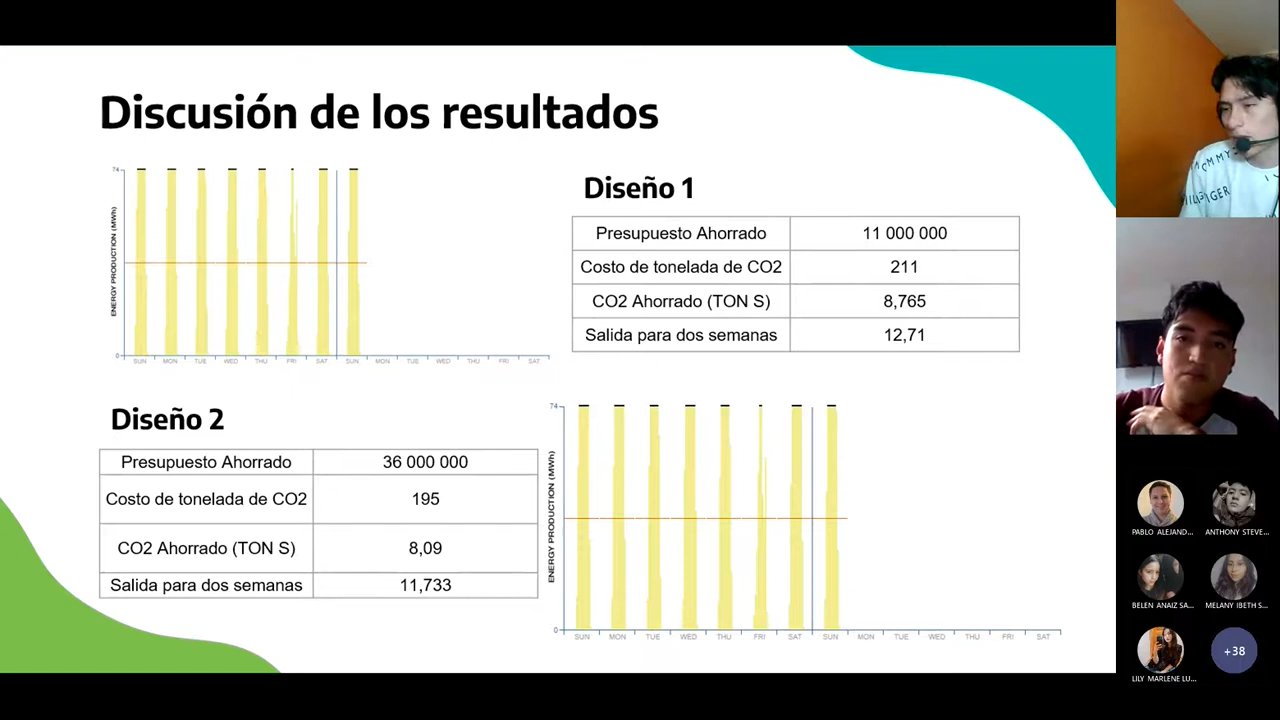 Discusión de los resultados
74
ENERGY PRODUCTION (MWh)
0
SUN MON TUE WED THU FRI SAT SUN MON TUE WED THU FRI SAT
Diseño 1
Presupuesto Ahorrado 11 000 000
Costo de tonelada de CO2 211
CO2 Ahorrado (TON S) 8,765
Salida para dos semanas 12,71
Diseño 2
Presupuesto Ahorrado 36 000 000
Costo de tonelada de CO2 195
CO2 Ahorrado (TON S) 8,09
Salida para dos semanas 11,733
74
ENERGY PRODUCTION (MWh)
0
SUN MON TUE WED THU FRI SAT SUN MON TUE WED THU FRI SAT
PABLO ALEJAND... ANTHONY STEVE...
BELEN ANAIZ SA... MELANY IBETH S...
LILY MARLENE LU... +38